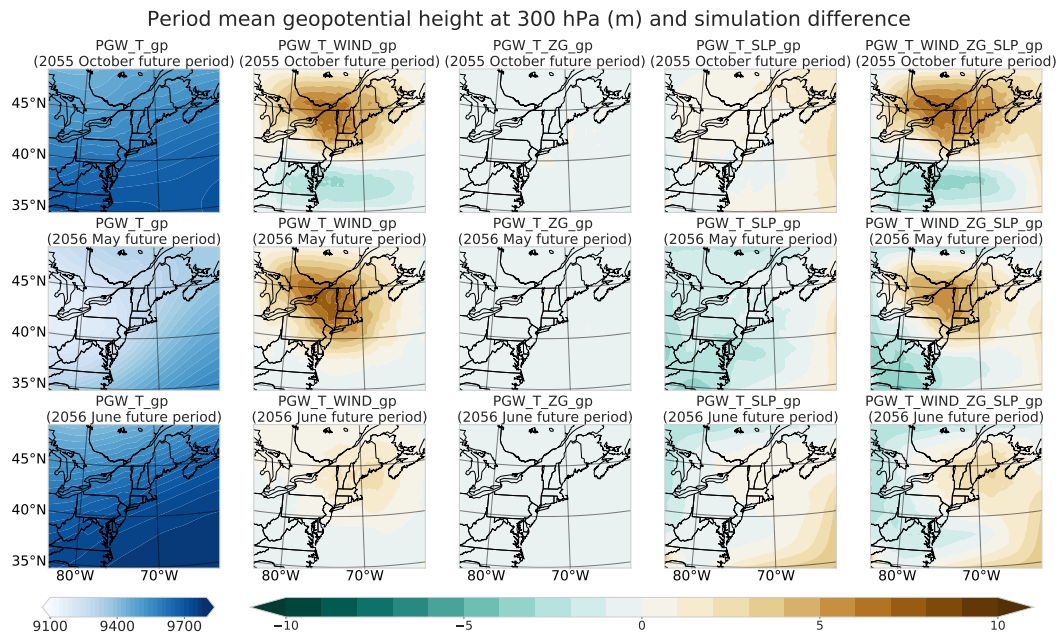 Period mean geopotential height at 300 hPa (m) and simulation difference
PGW_T_gp
(2055 October future period)
PGW_T_WIND_gp
(2055 October future period)
PGW_T_ZG_gp
(2055 October future period)
PGW_T_SLP_gp
(2055 October future period)
PGW_T_WIND_ZG_SLP_gp
(2055 October future period)
45°N
40°N
35°N
PGW_T_gp
(2056 May future period)
PGW_T_WIND_gp
(2056 May future period)
PGW_T_ZG_gp
(2056 May future period)
PGW_T_SLP_gp
(2056 May future period)
PGW_T_WIND_ZG_SLP_gp
(2056 May future period)
45°N
40°N
35°N
PGW_T_gp
(2056 June future period)
PGW_T_WIND_gp
(2056 June future period)
PGW_T_ZG_gp
(2056 June future period)
PGW_T_SLP_gp
(2056 June future period)
PGW_T_WIND_ZG_SLP_gp
(2056 June future period)
45°N
40°N
35°N
80°W 70°W 80°W 70°W 80°W 70°W 80°W 70°W 80°W 70°W
9100 9400 9700
−10 −5 0 5 10